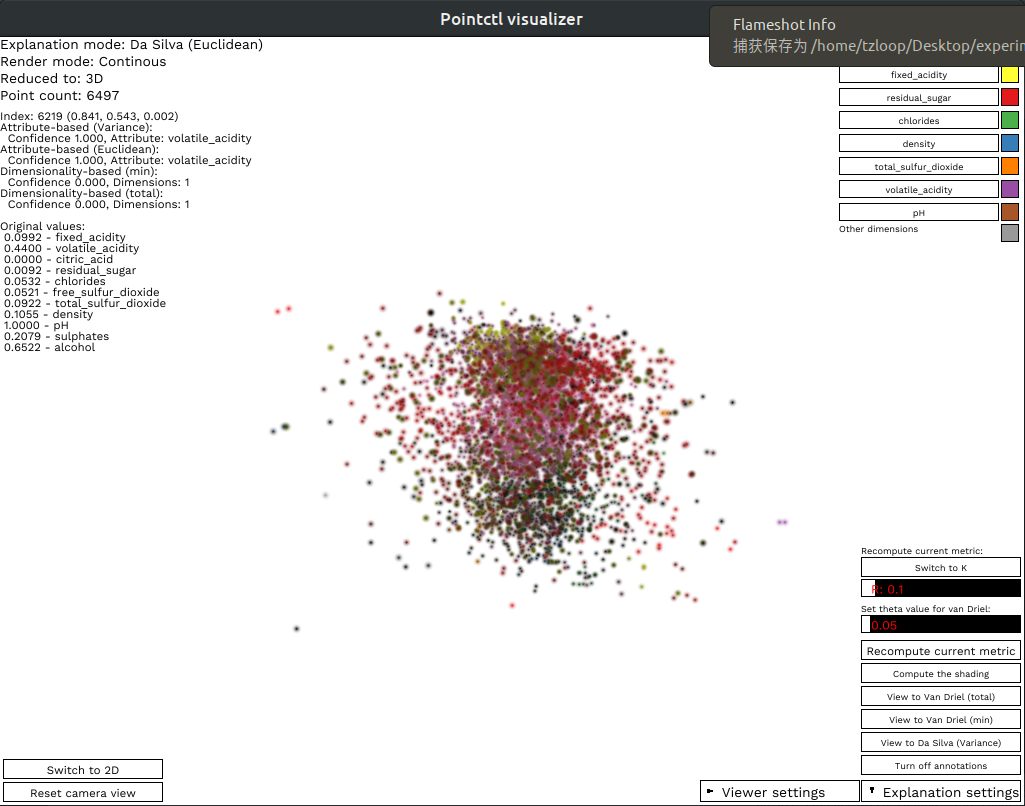 Pointctl visualizer
Flameshot Info
捕获保存为 /home/tzloop/Desktop/experim
Explanation mode: Da Silva (Euclidean)
Render mode: Continous
Reduced to: 3D
Point count: 6497
Index: 6219 (0.841, 0.543, 0.002)
Attribute-based (Variance):
Confidence 1.000, Attribute: volatile_acidity
Attribute-based (Euclidean):
Confidence 1.000, Attribute: volatile_acidity
Dimensionality-based (min):
Confidence 0.000, Dimensions: 1
Dimensionality-based (total):
Confidence 0.000, Dimensions: 1
Original values:
0.0992 - fixed_acidity
0.4400 - volatile_acidity
0.0000 - citric_acid
0.0092 - residual_sugar
0.0532 - chlorides
0.0521 - free_sulfur_dioxide
0.0922 - total_sulfur_dioxide
0.1055 - density
1.0000 - pH
0.2079 - sulphates
0.6522 - alcohol
fixed_acidity
residual_sugar
chlorides
density
total_sulfur_dioxide
volatile_acidity
pH
Other dimensions
Recompute current metric:
Switch to K
R: 0.1
Set theta value for van Driel:
0.05
Recompute current metric
Compute the shading
View to Van Driel (total)
View to Van Driel (min)
View to Da Silva (Variance)
Turn off annotations
Switch to 2D
Reset camera view
Viewer settings
Explanation settings